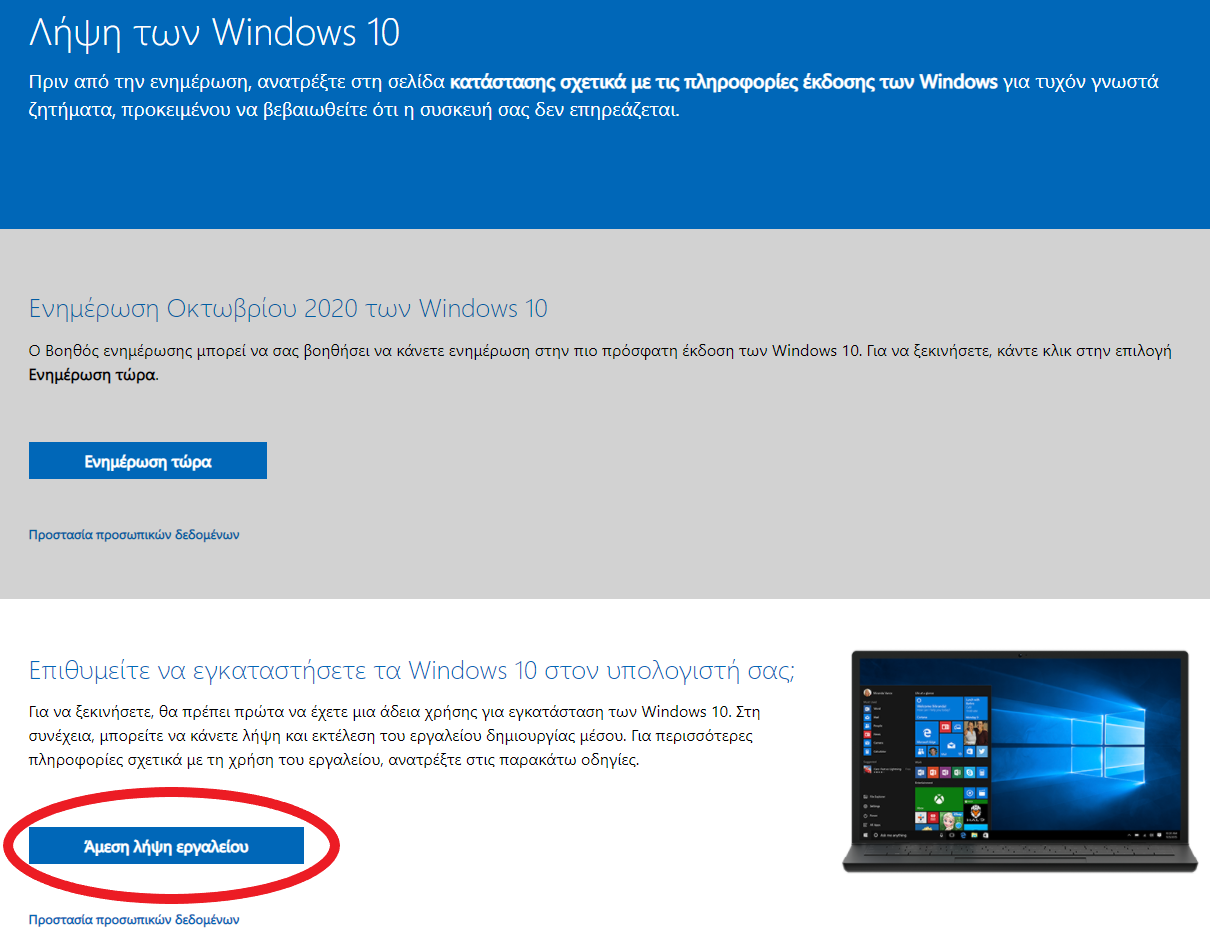 Λήψη των Windows 10
Πριν από την ενημέρωση, ανατρέξτε στη σελίδα κατάστασης σχετικά με τις πληροφορίες έκδοσης των Windows για τυχόν γνωστά
ζητήματα, προκειμένου να βεβαιωθείτε ότι η συσκευή σας δεν επηρεάζεται.
Ενημέρωση Οκτωβρίου 2020 των Windows 10
Ο Βοηθός ενημέρωσης μπορεί να σας βοηθήσει να κάνετε ενημέρωση στην πιο πρόσφατη έκδοση των Windows 10. Για να ξεκινήσετε, κάντε κλικ στην επιλογή
Ενημέρωση τώρα.
Ενημέρωση τώρα
Προστασία προσωπικών δεδομένων
Επιθυμείτε να εγκαταστήσετε τα Windows 10 στον υπολογιστή σας;
Για να ξεκινήσετε, θα πρέπει πρώτα να έχετε μια άδεια χρήσης για εγκατάσταση των Windows 10. Στη
συνέχεια, μπορείτε να κάνετε λήψη και εκτέλεση του εργαλείου δημιουργίας μέσου. Για περισσότερες
πληροφορίες σχετικά με τη χρήση του εργαλείου, ανατρέξτε στις παρακάτω οδηγίες.
Άμεση λήψη εργαλείου
Προστασία προσωπικών δεδομένων